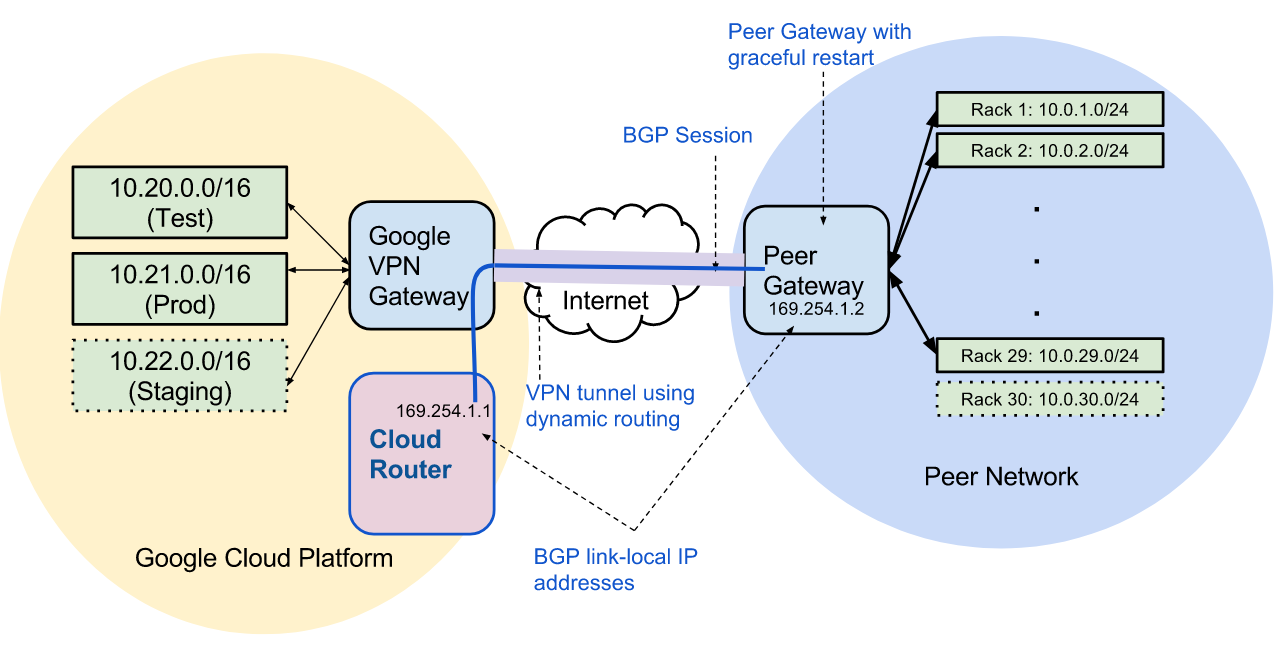 Peer Gateway with
graceful restart
BGP Session
Rack 1: 10.0.1.0/24
Rack 2: 10.0.2.0/24
10.20.0.0/16
(Test)
10.21.0.0/16
(Prod)
10.22.0.0/16
(Staging)
Google
VPN
Gateway
Internet
Peer
Gateway
169.254.1.2
Rack 29: 10.0.29.0/24
Rack 30: 10.0.30.0/24
VPN tunnel using
dynamic routing
169.254.1.1
Cloud
Router
Peer Network
Google Cloud Platform
BGP link-local IP
addresses